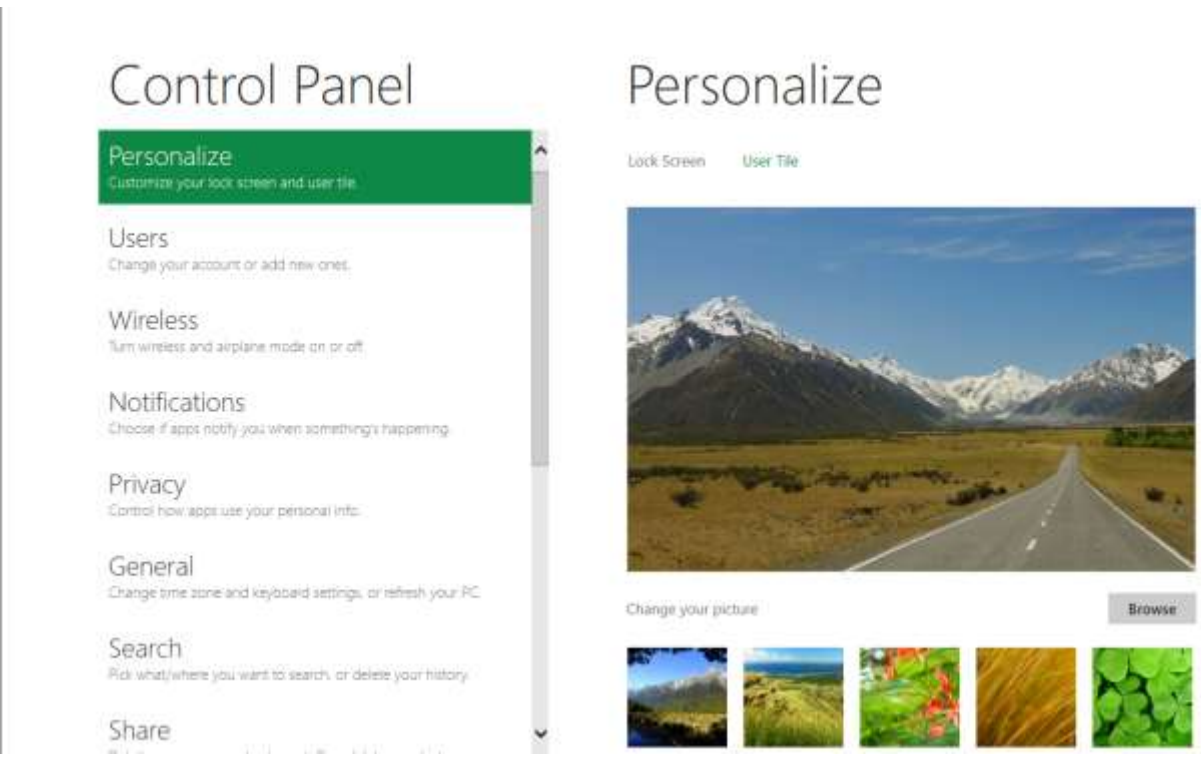 Control Panel
Personalize
Customize your lock screen and user tile.
Users
Change your account or add new ones.
Wireless
Turn wireless and airplane mode on or off.
Notifications
Choose if apps notify you when something's happening.
Privacy
Control how apps use your personal info.
General
Change time zone and keyboard settings, or refresh your PC.
Search
Pick what/where you want to search, or delete your history.
Share
Personalize
Lock Screen User Tile
Change your picture
Browse